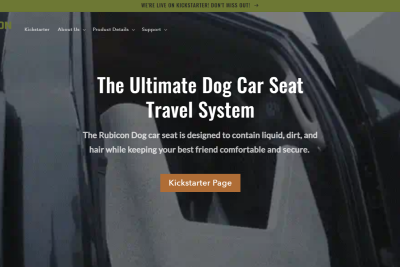 WE'RE LIVE ON KICKSTARTER! DON'T MISS OUT! →
ON
Kickstarter About Us Product Details Support
The Ultimate Dog Car Seat
Travel System
The Rubicon Dog car seat is designed to contain liquid, dirt, and
hair while keeping your best friend comfortable and secure.
Kickstarter Page